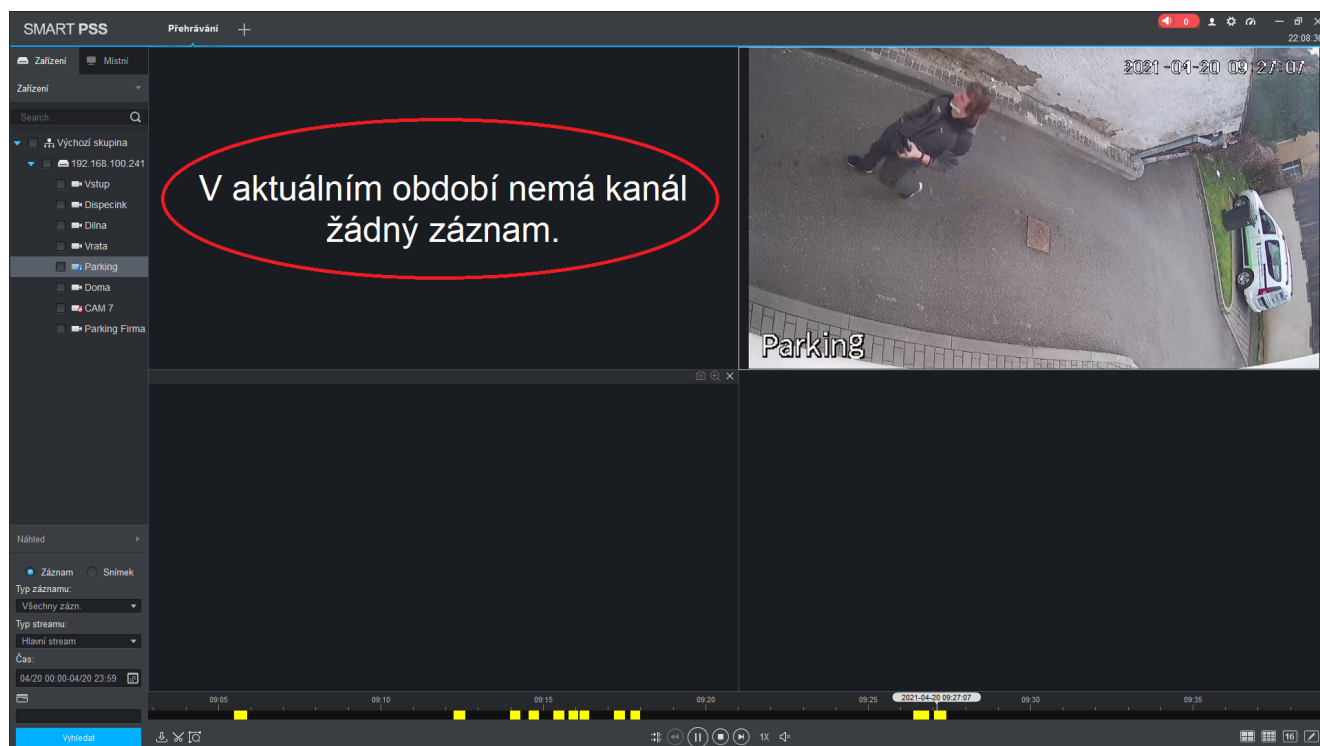 SMART PSS
Přehrávání
0
22:08:36
Zařízení
Místní
Zařízení
Search..
Výchozí skupina
192.168.100.241
Vstup
Dispecink
Dilna
Vrata
Parking
Doma
CAM 7
Parking Firma
V aktuálním období nemá kanál
žádný záznam.
2021-04-20 09:27:07
Parking
Náhled
Záznam
Snímek
Typ záznamu:
Všechny zázn.
Typ streamu:
Hlavní stream
Čas:
04/20 00:00-04/20 23:59
Vyhledat
09:05
09:10
09:15
09:20
09:25
2021-04-20 09:27:07
09:30
09:35
1X
16